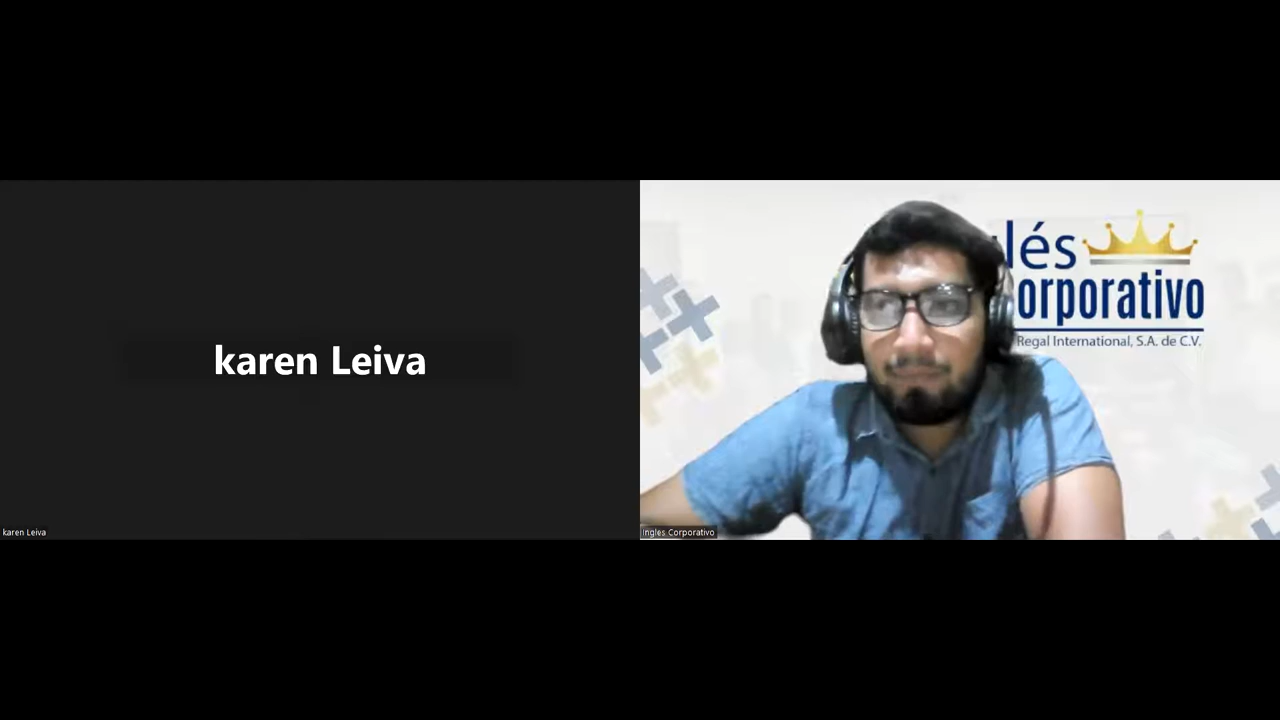 karen Leiva
lés
orporativo
Regal International, S.A. de C.V.
karen Leiva
Ingles Corporativo